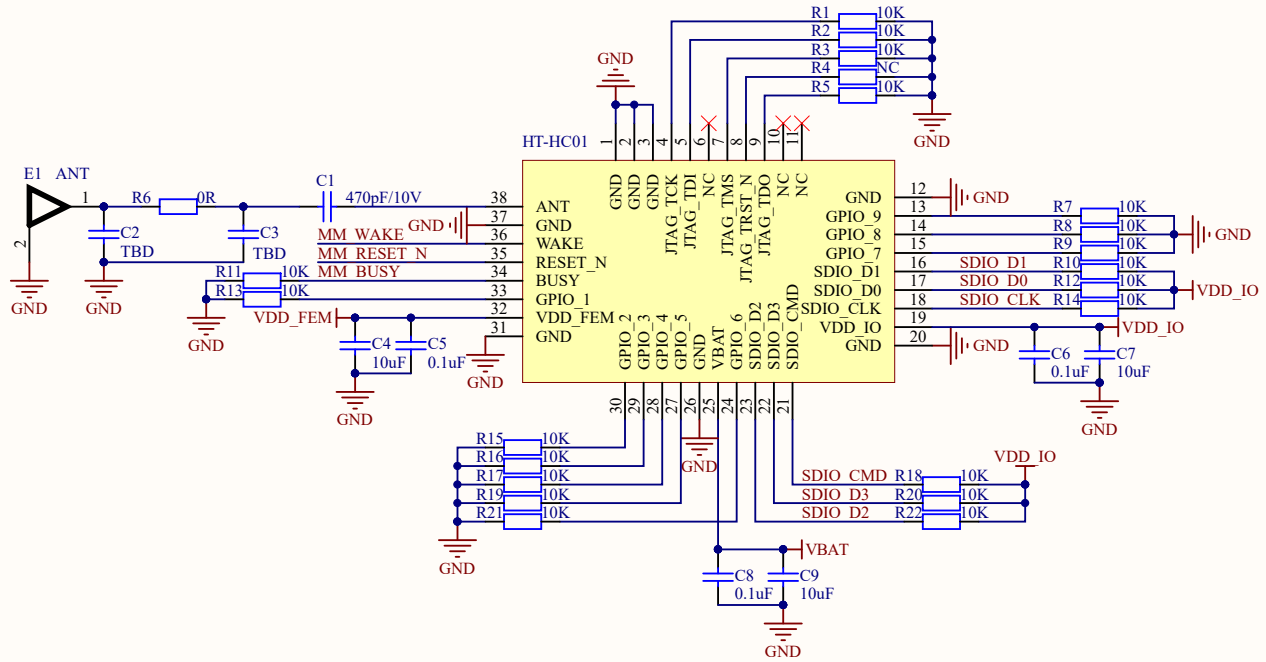 R1 10K
R2 10K
R3 10K
R4 NC
R5 10K
GND
GND
HT-HC01
1 2 3 4 5 6 7 8 9 10 11
GND GND GND JTAG_TCK JTAG_TDI NC JTAG_TMS JTAG_TRST_N JTAG_TDO NC NC
E1 ANT
1
2
R6 0R
C1
470pF/10V
C2
TBD
C3
TBD
GND
GND
GND
MM_WAKE
MM_RESET_N
MM_BUSY
R11 10K
R13 10K
GND
VDD_FEM
C4
10uF
C5
0.1uF
GND
GND
38 ANT
37 GND
36 WAKE
35 RESET_N
34 BUSY
33 GPIO_1
32 VDD_FEM
31 GND
GND 12
GPIO_9 13
GPIO_8 14
GPIO_7 15
SDIO_D1 16
SDIO_D0 17
SDIO_CLK 18
VDD_IO 19
GND 20
GND
R7 10K
R8 10K
R9 10K
GND
SDIO_D1 R10 10K
SDIO_D0 R12 10K
SDIO_CLK R14 10K
VDD_IO
VDD_IO
GND
C6
0.1uF
C7
10uF
GND
GPIO_2 GPIO_3 GPIO_4 GPIO_5 GND VBAT GPIO_6 SDIO_D2 SDIO_D3 SDIO_CMD
30 29 28 27 26 25 24 23 22 21
R15 10K
R16 10K
R17 10K
R19 10K
R21 10K
GND
GND
VDD_IO
SDIO_CMD R18 10K
SDIO_D3 R20 10K
SDIO_D2 R22 10K
VBAT
C8
0.1uF
C9
10uF
GND